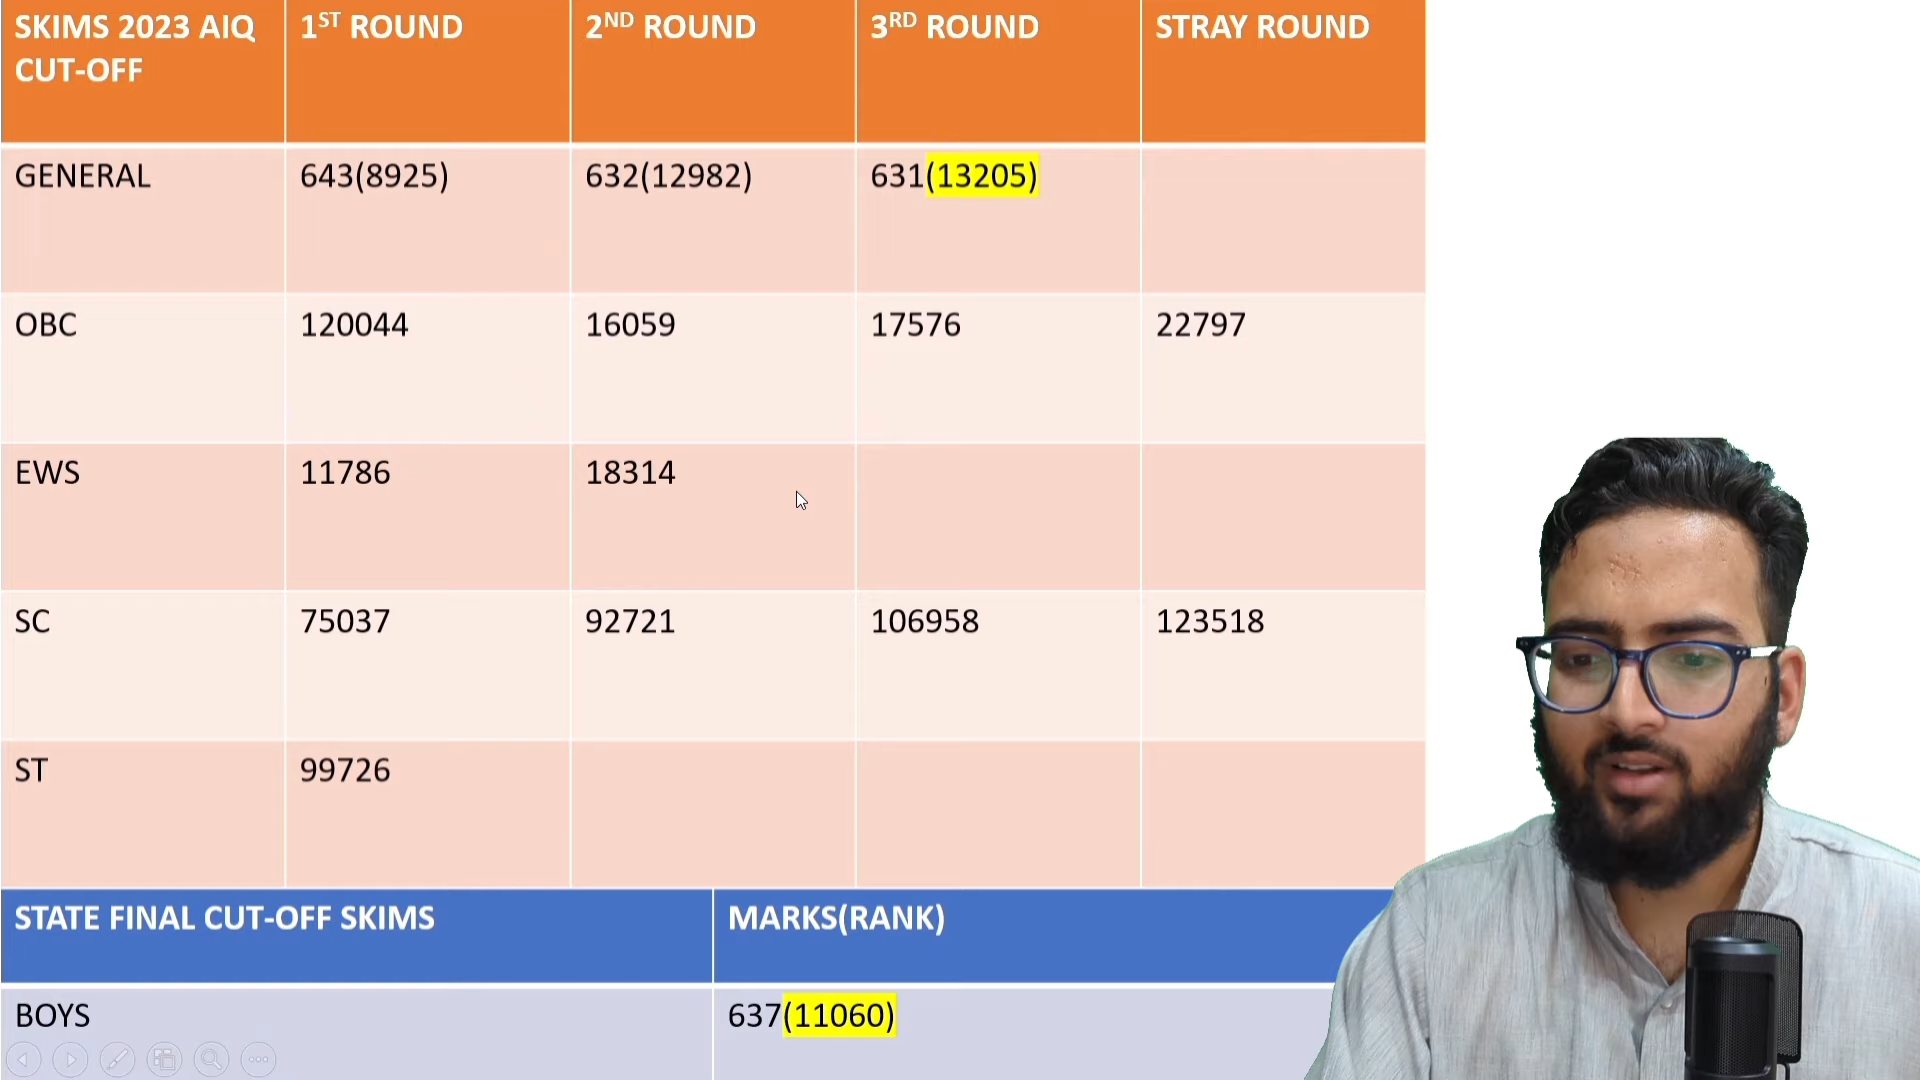 SKIMS 2023 AIQ CUT-OFF
1ST ROUND
2ND ROUND
3RD ROUND
STRAY ROUND
GENERAL
643(8925)
632(12982)
631(13205)
OBC
120044
16059
17576
22797
EWS
11786
18314
SC
75037
92721
106958
123518
ST
99726
STATE FINAL CUT-OFF SKIMS
MARKS(RANK)
BOYS
637(11060)